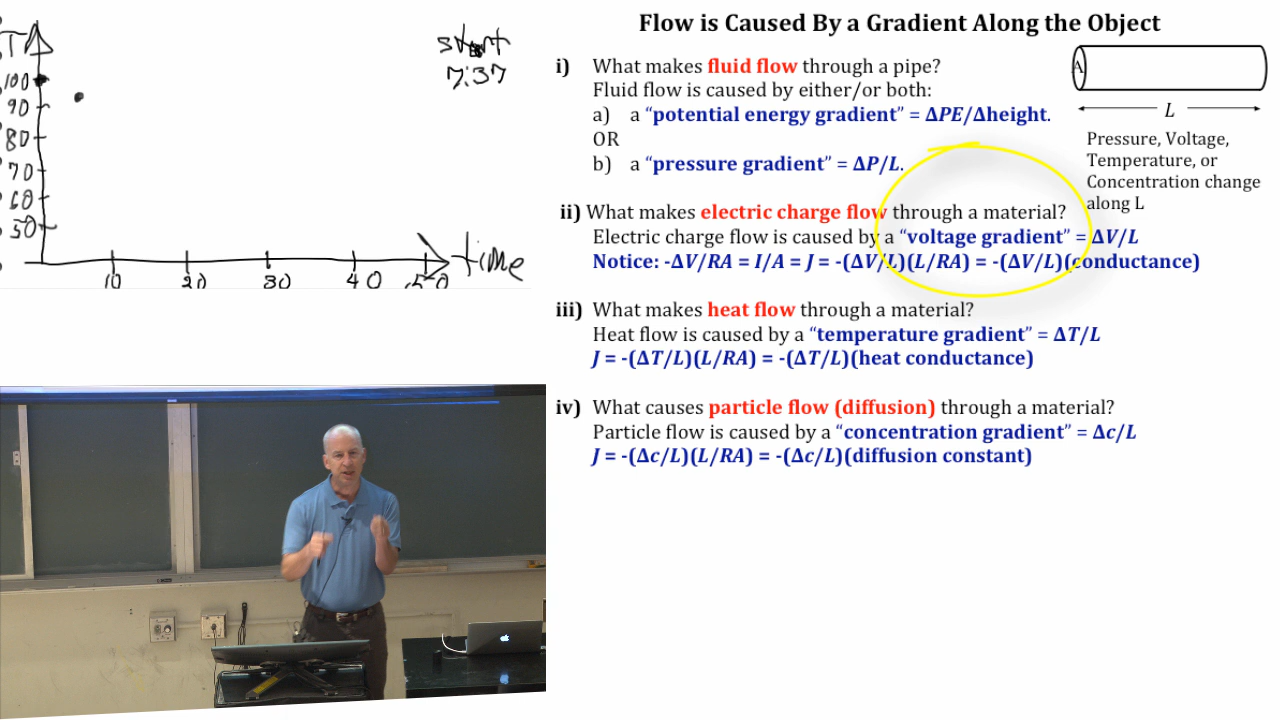 T
100
90
80
70
60
50
10 20 30 40 50
time
start
7:37
Flow is Caused By a Gradient Along the Object
i) What makes fluid flow through a pipe?
Fluid flow is caused by either/or both:
a) a “potential energy gradient” = ΔPE/Δheight.
OR
b) a “pressure gradient” = ΔP/L.
A
L
Pressure, Voltage,
Temperature, or
Concentration change
along L
ii) What makes electric charge flow through a material?
Electric charge flow is caused by a “voltage gradient” = ΔV/L
Notice: -ΔV/RA = I/A = J = -(ΔV/L)(L/RA) = -(ΔV/L)(conductance)
iii) What makes heat flow through a material?
Heat flow is caused by a “temperature gradient” = ΔT/L
J = -(ΔT/L)(L/RA) = -(ΔT/L)(heat conductance)
iv) What causes particle flow (diffusion) through a material?
Particle flow is caused by a “concentration gradient” = Δc/L
J = -(Δc/L)(L/RA) = -(Δc/L)(diffusion constant)